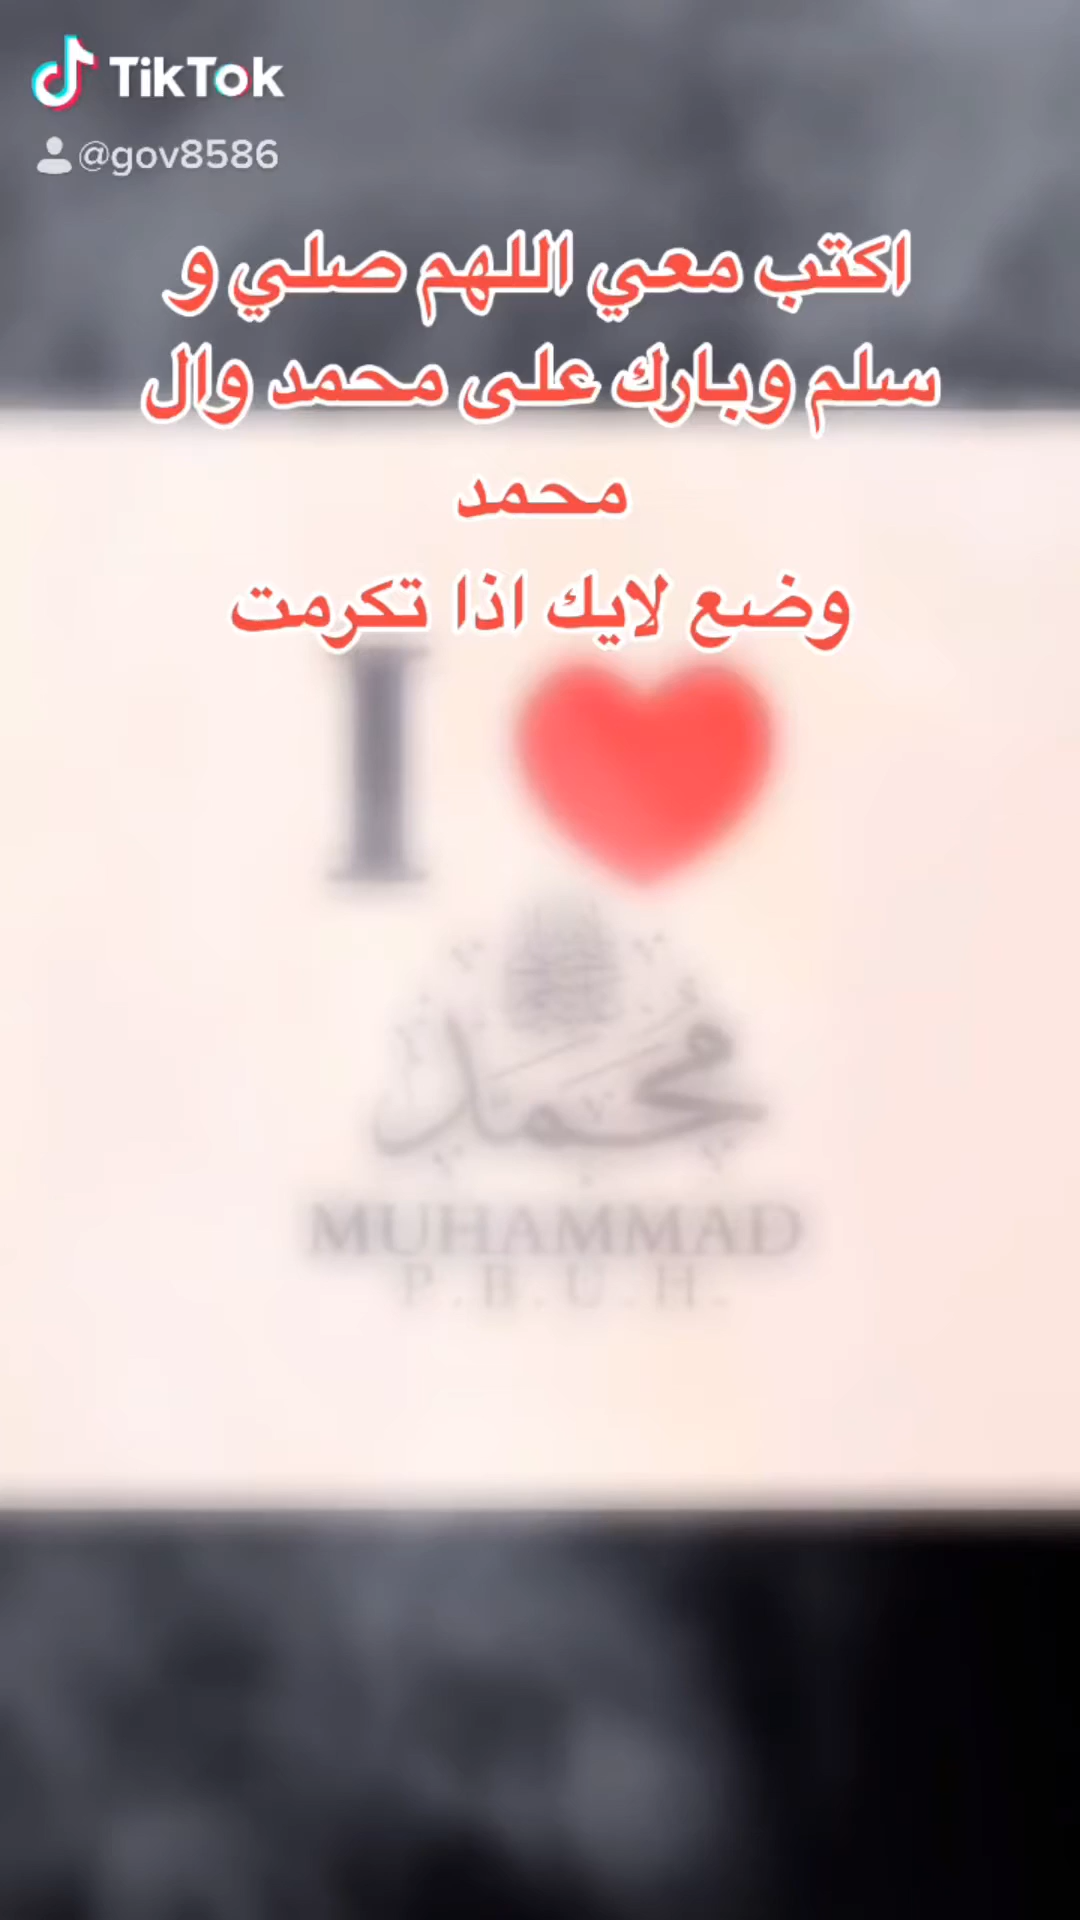 TikTok
@gov8586
اكتب معي اللهم صلي و
سلم وبارك على محمد وال
محمد
وضع لايك اذا تكرمت
I
محمد
MUHAMMAD
P.B.U.H.